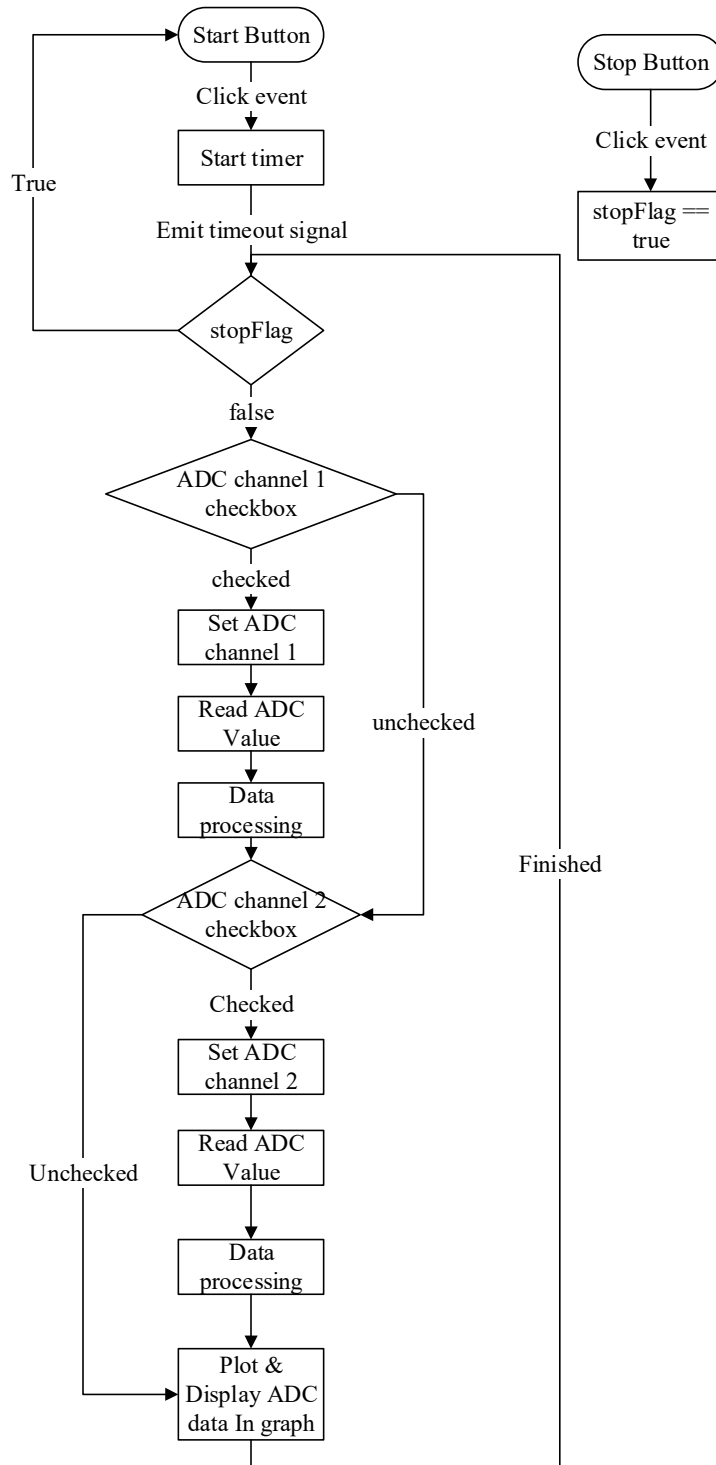 Start Button
Stop Button
Click event
Click event
Start timer
True
stopFlag ==
true
Emit timeout signal
stopFlag
false
ADC channel 1
checkbox
checked
Set ADC
channel 1
Read ADC
Value
unchecked
Data
processing
Finished
ADC channel 2
checkbox
Checked
Set ADC
channel 2
Read ADC
Value
Unchecked
Data
processing
Plot &
Display ADC
data In graph